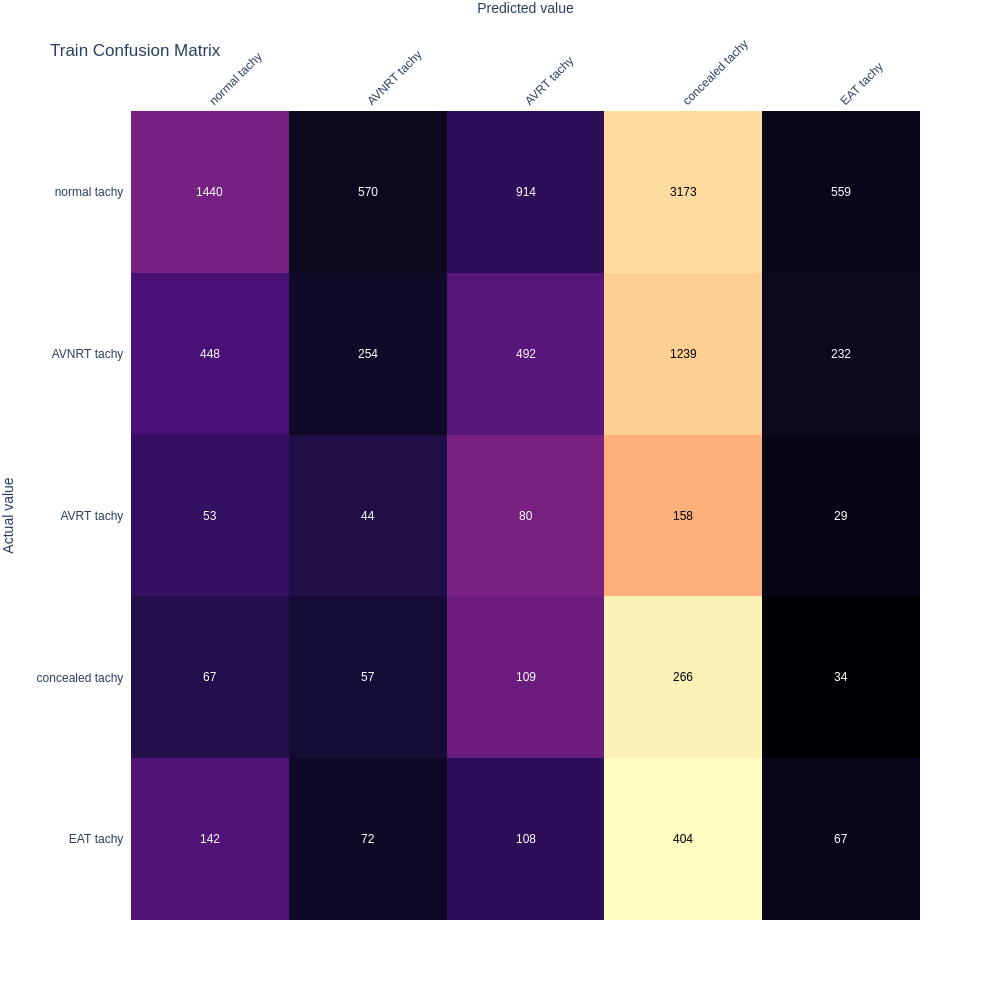 Predicted value
Train Confusion Matrix
normal tachy
AVNRT tachy
AVRT tachy
concealed tachy
EAT tachy
normal tachy 1440 570 914 3173 559
AVNRT tachy 448 254 492 1239 232
Actual value
AVRT tachy 53 44 80 158 29
concealed tachy 67 57 109 266 34
EAT tachy 142 72 108 404 67